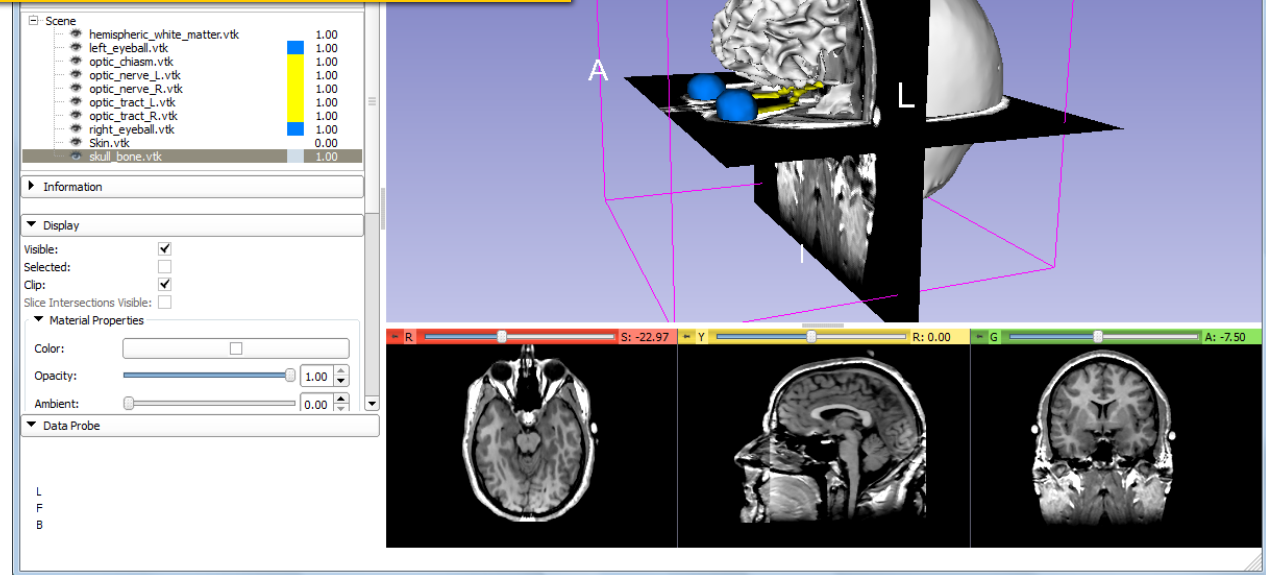 Scene
hemispheric_white_matter.vtk 1.00
left_eyeball.vtk 1.00
optic_chiasm.vtk 1.00
optic_nerve_L.vtk 1.00
optic_nerve_R.vtk 1.00
optic_tract_L.vtk 1.00
optic_tract_R.vtk 1.00
right_eyeball.vtk 1.00
Skin.vtk 0.00
skull_bone.vtk 1.00
Information
Display
Visible:
Selected:
Clip:
Slice Intersections Visible:
Material Properties
Color:
Opacity: 1.00
Ambient: 0.00
Data Probe
L
F
B
A
L
I
R S: -22.97
Y R: 0.00
G A: -7.50